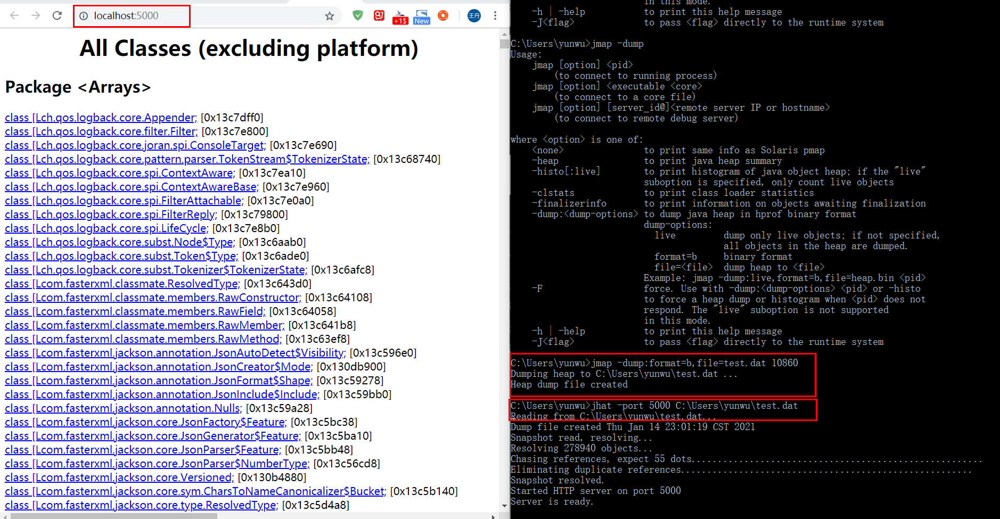 localhost:5000
+1$
New
王丹
All Classes (excluding platform)
Package <Arrays>
class [Lch.qos.logback.core.Appender; [0x13c7dff0]
class [Lch.qos.logback.core.filter.Filter; [0x13c7e800]
class [Lch.qos.logback.core.joran.spi.ConsoleTarget; [0x13c7e690]
class [Lch.qos.logback.core.pattern.parser.TokenStream$TokenizerState; [0x13c68740]
class [Lch.qos.logback.core.spi.ContextAware; [0x13c7ea10]
class [Lch.qos.logback.core.spi.ContextAwareBase; [0x13c7e960]
class [Lch.qos.logback.core.spi.FilterAttachable; [0x13c7e0a0]
class [Lch.qos.logback.core.spi.FilterReply; [0x13c79800]
class [Lch.qos.logback.core.spi.LifeCycle; [0x13c7e8b0]
class [Lch.qos.logback.core.subst.Node$Type; [0x13c6aab0]
class [Lch.qos.logback.core.subst.Token$Type; [0x13c6ade0]
class [Lch.qos.logback.core.subst.Tokenizer$TokenizerState; [0x13c6afc8]
class [Lcom.fasterxml.classmate.ResolvedType; [0x13c643d0]
class [Lcom.fasterxml.classmate.members.RawConstructor; [0x13c64108]
class [Lcom.fasterxml.classmate.members.RawField; [0x13c64058]
class [Lcom.fasterxml.classmate.members.RawMember; [0x13c641b8]
class [Lcom.fasterxml.classmate.members.RawMethod; [0x13c63ef8]
class [Lcom.fasterxml.jackson.annotation.JsonAutoDetect$Visibility; [0x13c596e0]
class [Lcom.fasterxml.jackson.annotation.JsonCreator$Mode; [0x130db900]
class [Lcom.fasterxml.jackson.annotation.JsonFormat$Shape; [0x13c59278]
class [Lcom.fasterxml.jackson.annotation.JsonInclude$Include; [0x13c59bb0]
class [Lcom.fasterxml.jackson.annotation.Nulls; [0x13c59a28]
class [Lcom.fasterxml.jackson.core.JsonFactory$Feature; [0x13c5bc38]
class [Lcom.fasterxml.jackson.core.JsonGenerator$Feature; [0x13c5ba10]
class [Lcom.fasterxml.jackson.core.JsonParser$Feature; [0x13c5bb48]
class [Lcom.fasterxml.jackson.core.JsonParser$NumberType; [0x13c56cd8]
class [Lcom.fasterxml.jackson.core.Versioned; [0x130b4880]
class [Lcom.fasterxml.jackson.core.sym.CharsToNameCanonicalizer$Bucket; [0x13c5b140]
class [Lcom.fasterxml.jackson.core.type.ResolvedType; [0x13c5d4a8]
in this mode.
-h | -help to print this help message
-J<flag> to pass <flag> directly to the runtime system
C:\Users\yunwu>jmap -dump
Usage:
jmap [option] <pid>
(to connect to running process)
jmap [option] <executable <core>
(to connect to a core file)
jmap [option] [server_id@]<remote server IP or hostname>
(to connect to remote debug server)
where <option> is one of:
<none> to print same info as Solaris pmap
-heap to print java heap summary
-histo[:live] to print histogram of java object heap; if the "live"
suboption is specified, only count live objects
-clstats to print class loader statistics
-finalizerinfo to print information on objects awaiting finalization
-dump:<dump-options> to dump java heap in hprof binary format
dump-options:
live dump only live objects; if not specified,
all objects in the heap are dumped.
format=b binary format
file=<file> dump heap to <file>
Example: jmap -dump:live,format=b,file=heap.bin <pid>
-F force. Use with -dump:<dump-options> <pid> or -histo
to force a heap dump or histogram when <pid> does not
respond. The "live" suboption is not supported
in this mode.
-h | -help to print this help message
-J<flag> to pass <flag> directly to the runtime system
C:\Users\yunwu>jmap -dump:format=b,file=test.dat 10860
Dumping heap to C:\Users\yunwu\test.dat ...
Heap dump file created
C:\Users\yunwu>jhat -port 5000 C:\Users\yunwu\test.dat
Reading from C:\Users\yunwu\test.dat...
Dump file created Thu Jan 14 23:01:19 CST 2021
Snapshot read, resolving...
Resolving 278940 objects...
Chasing references, expect 55 dots.......................................................
Eliminating duplicate references.......................................................
Snapshot resolved.
Started HTTP server on port 5000
Server is ready.